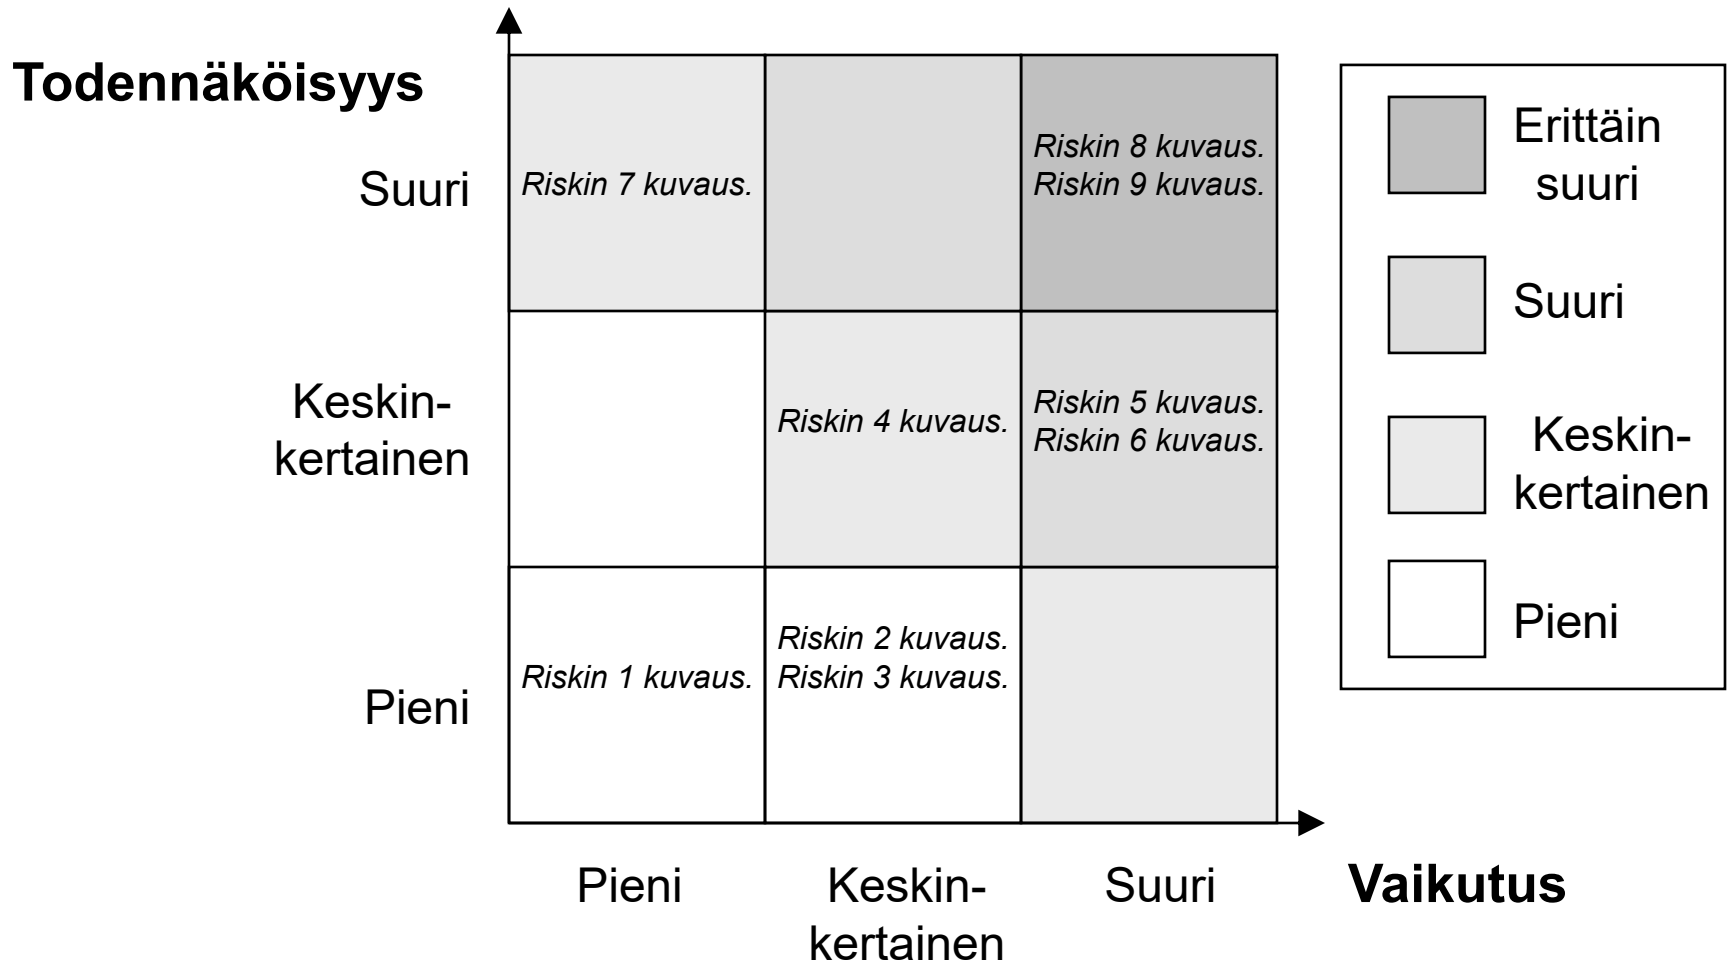 Todennäköisyys
Suuri
Riskin 7 kuvaus.
Riskin 8 kuvaus.
Riskin 9 kuvaus.
Keskin-
kertainen
Riskin 4 kuvaus.
Riskin 5 kuvaus.
Riskin 6 kuvaus.
Pieni
Riskin 1 kuvaus.
Riskin 2 kuvaus.
Riskin 3 kuvaus.
Pieni
Keskin-
kertainen
Suuri
Vaikutus
Erittäin
suuri
Suuri
Keskin-
kertainen
Pieni